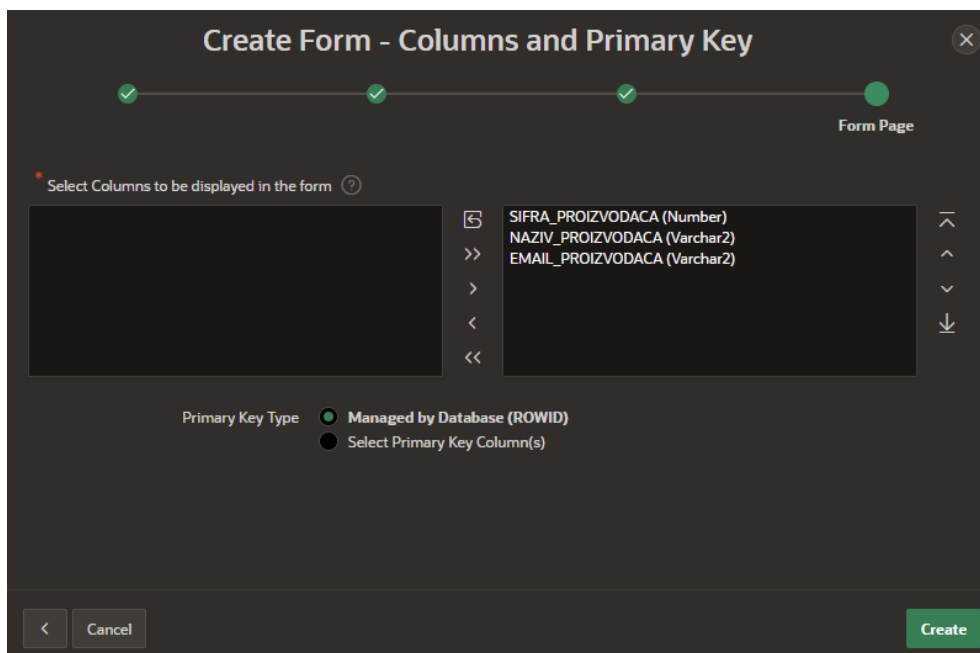 Create Form - Columns and Primary Key
Form Page
* Select Columns to be displayed in the form ?
SIFRA_PROIZVODACA (Number)
NAZIV_PROIZVODACA (Varchar2)
EMAIL_PROIZVODACA (Varchar2)
Primary Key Type
Managed by Database (ROWID)
Select Primary Key Column(s)
Cancel
Create